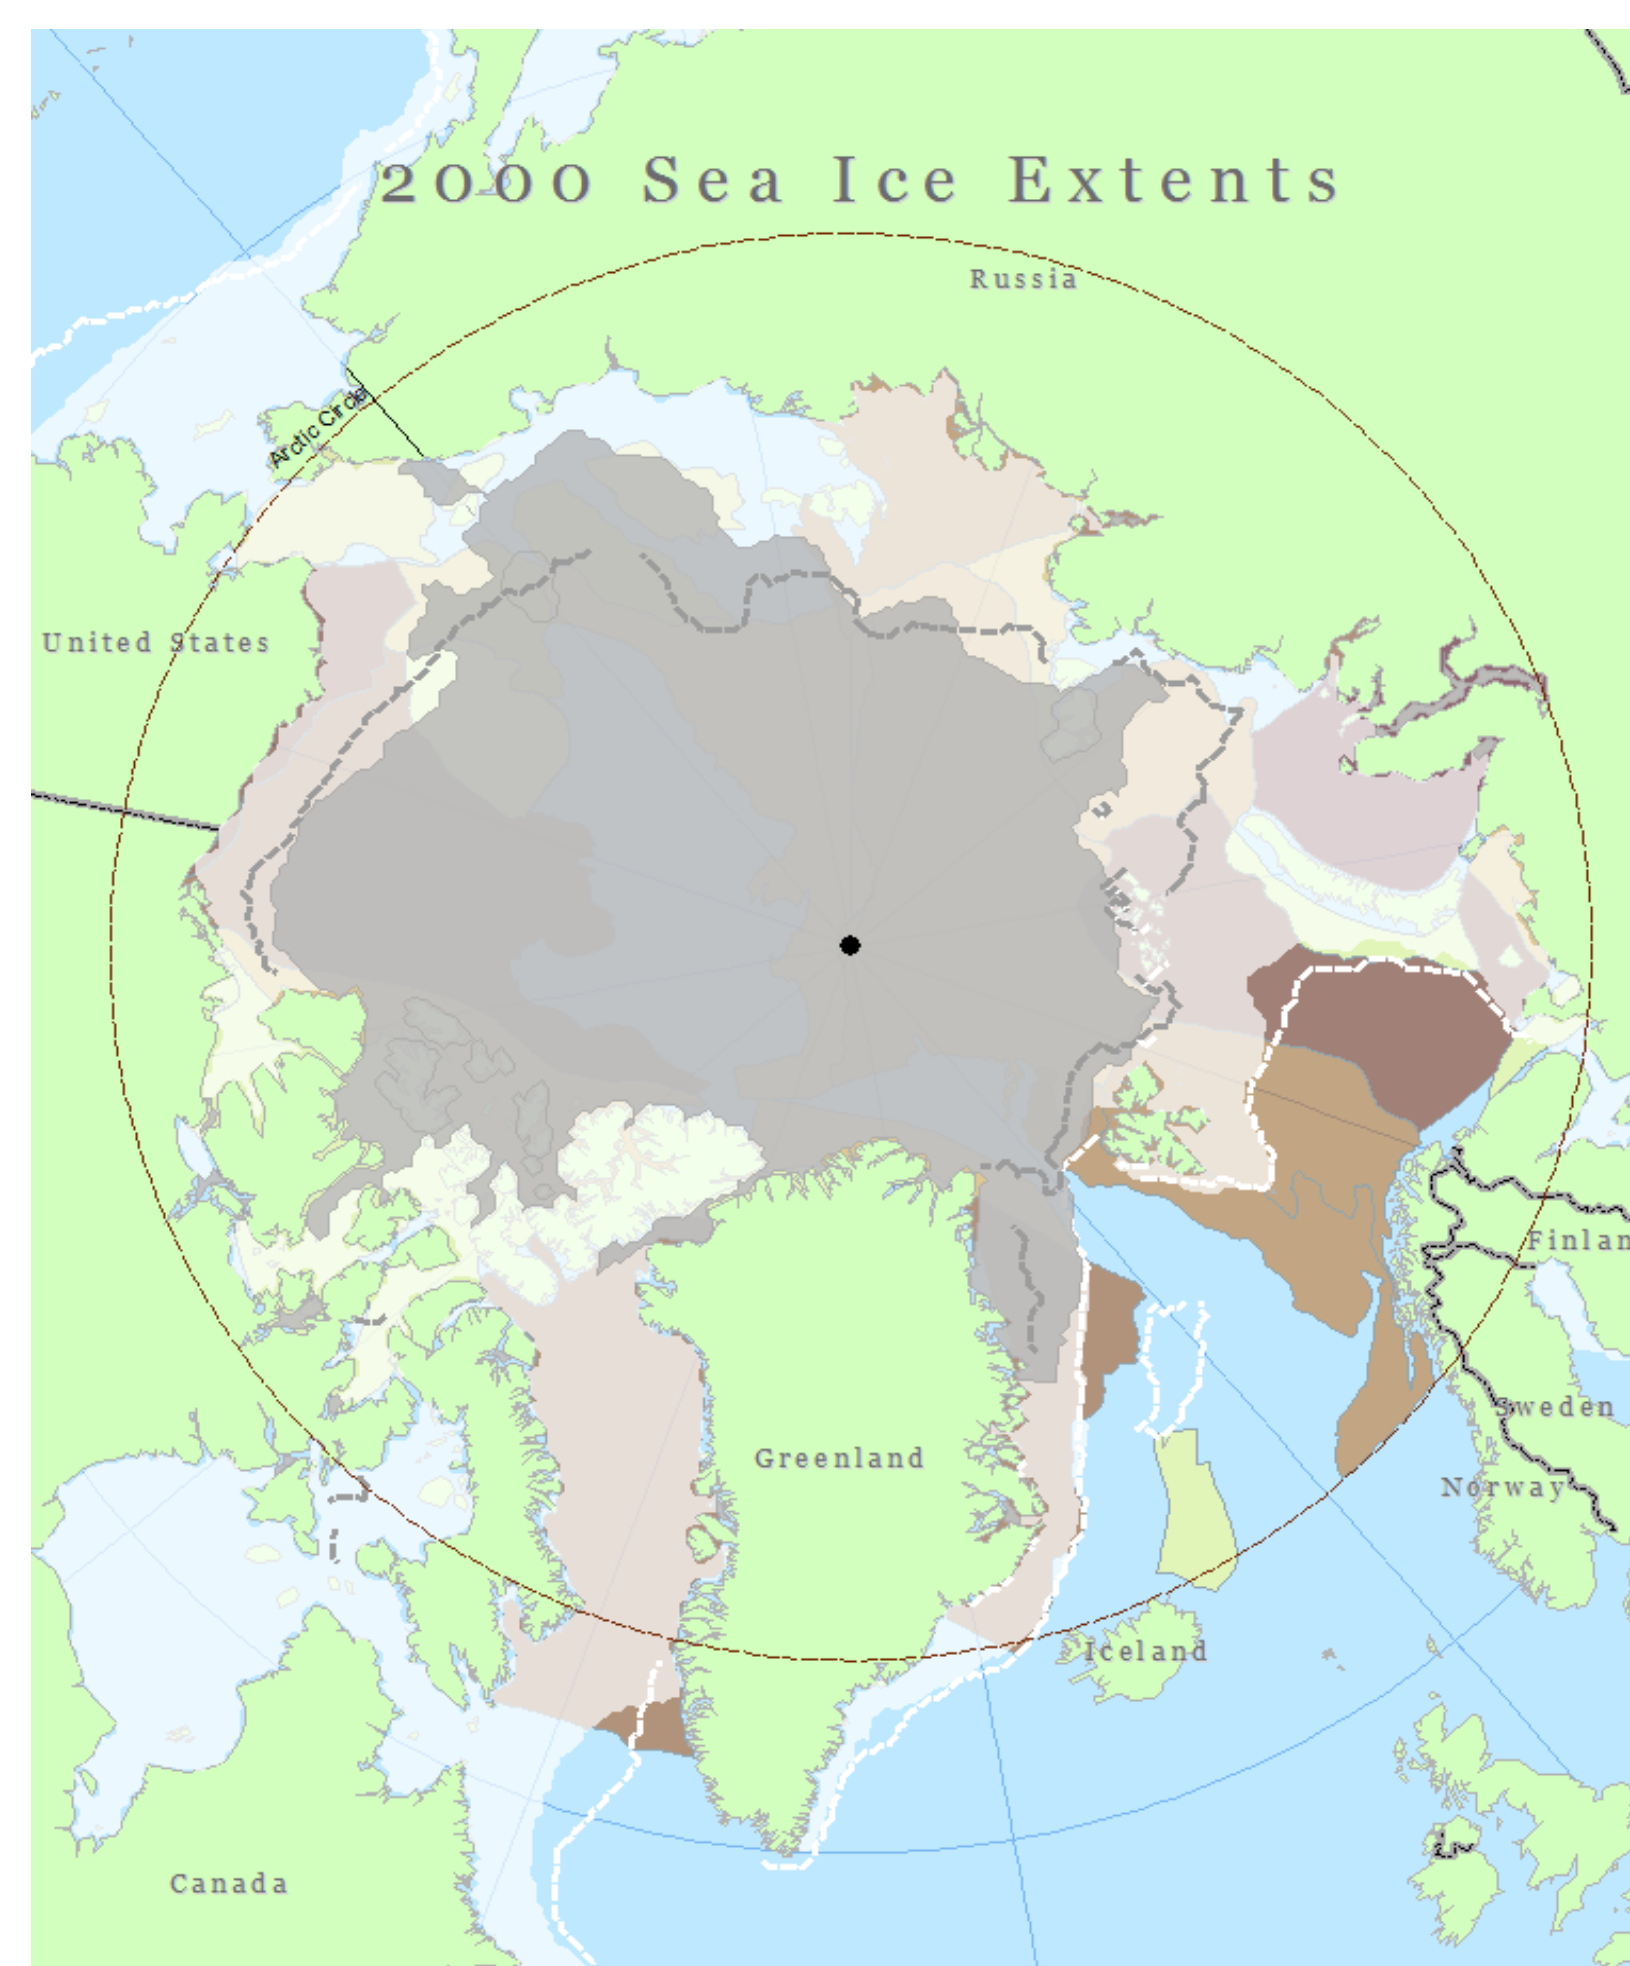 2000 Sea Ice Extents
Russia
Arctic Circle
United States
Finlan
Sweden
Greenland
Norway
Iceland
Canada